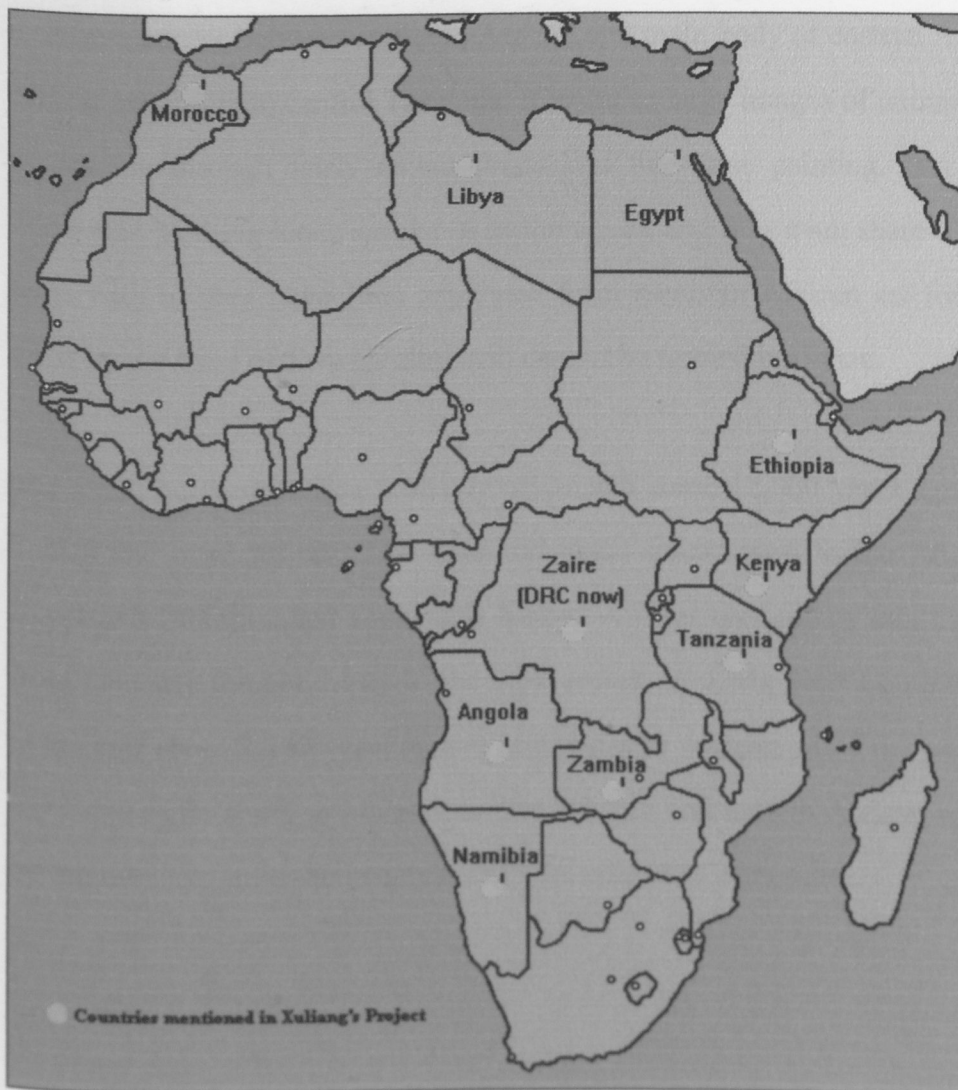 Morocco
Libya
Egypt
Ethiopia
Zaire
[DRC now]
Kenya
Tanzania
Angola
Zambia
Namibia
Countries mentioned in Xuliang's Project